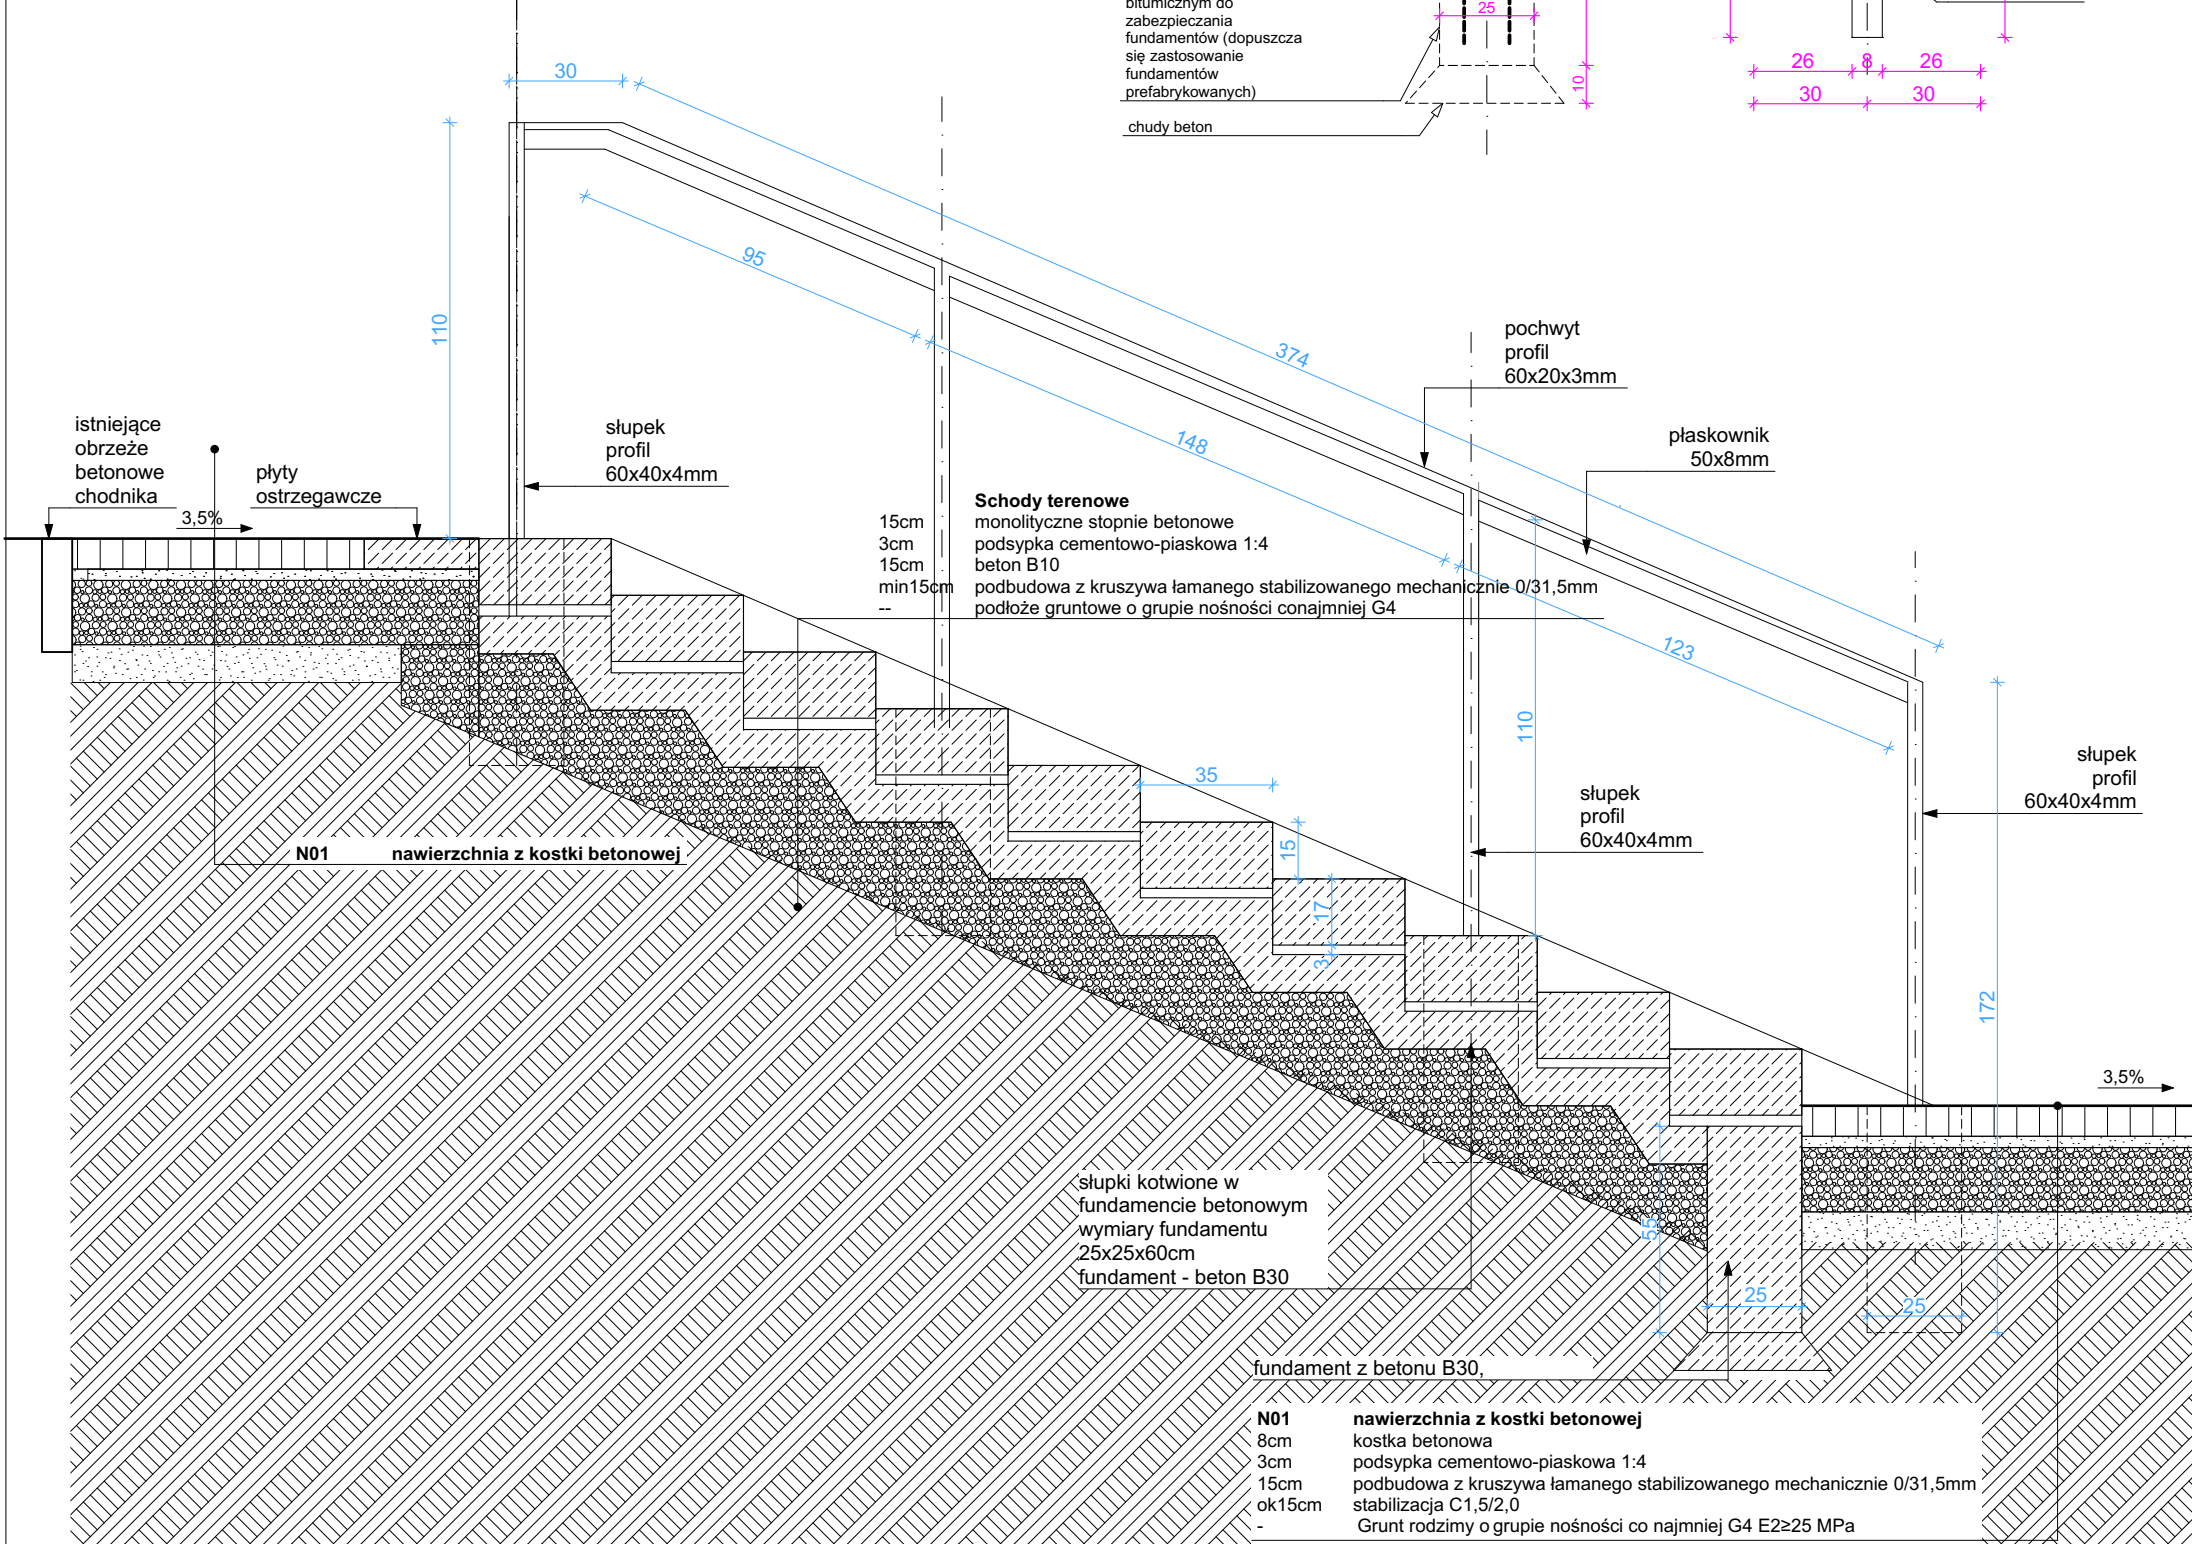 bitumicznym do
zabezpieczania
fundamentów (dopuszcza
się zastosowanie
fundamentów
prefabrykowanych)
chudy beton
25
10
26
8
26
30
30
30
95
110
374
148
123
pochwyt
profil
60x20x3mm
płaskownik
50x8mm
istniejące
obrzeże
betonowe
chodnika
3,5%
płyty
ostrzegawcze
słupek
profil
60x40x4mm
Schody terenowe
15cm monolityczne stopnie betonowe
3cm podsypka cementowo-piaskowa 1:4
15cm beton B10
min15cm podbudowa z kruszywa łamanego stabilizowanego mechanicznie 0/31,5mm
-- podłoże gruntowe o grupie nośności conajmniej G4
110
35
15
17
3
słupek
profil
60x40x4mm
słupek
profil
60x40x4mm
172
3,5%
N01 nawierzchnia z kostki betonowej
słupki kotwione w
fundamencie betonowym
wymiary fundamentu
25x25x60cm
fundament - beton B30
55
25
25
fundament z betonu B30,
N01 nawierzchnia z kostki betonowej
8cm kostka betonowa
3cm podsypka cementowo-piaskowa 1:4
15cm podbudowa z kruszywa łamanego stabilizowanego mechanicznie 0/31,5mm
ok15cm stabilizacja C1,5/2,0
- Grunt rodzimy o grupie nośności co najmniej G4 E2≥25 MPa